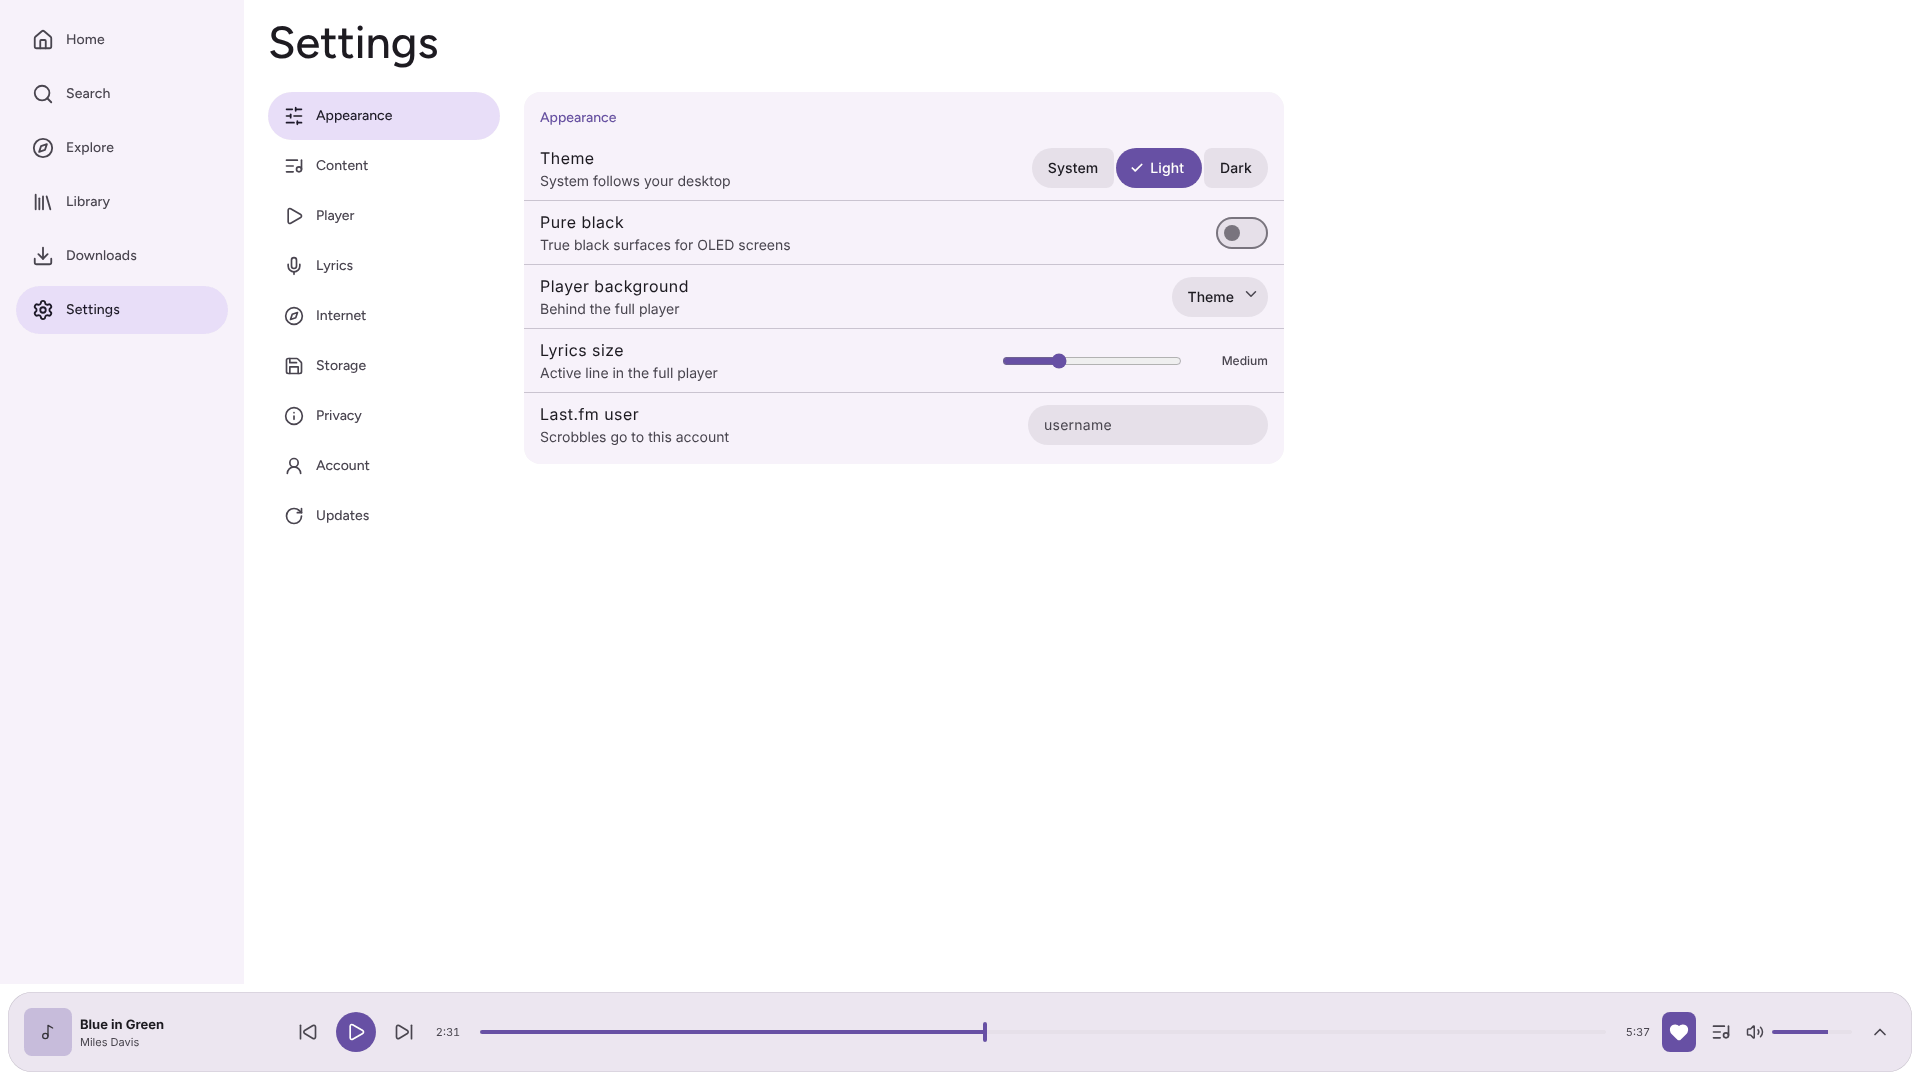 Home
Search
Explore
Library
Downloads
Settings
Settings
Appearance
Content
Player
Lyrics
Internet
Storage
Privacy
Account
Updates
Appearance
Theme
System follows your desktop
System
Light
Dark
Pure black
True black surfaces for OLED screens
Player background
Behind the full player
Theme
Lyrics size
Active line in the full player
Medium
Last.fm user
Scrobbles go to this account
username
Blue in Green
Miles Davis
2:31
5:37